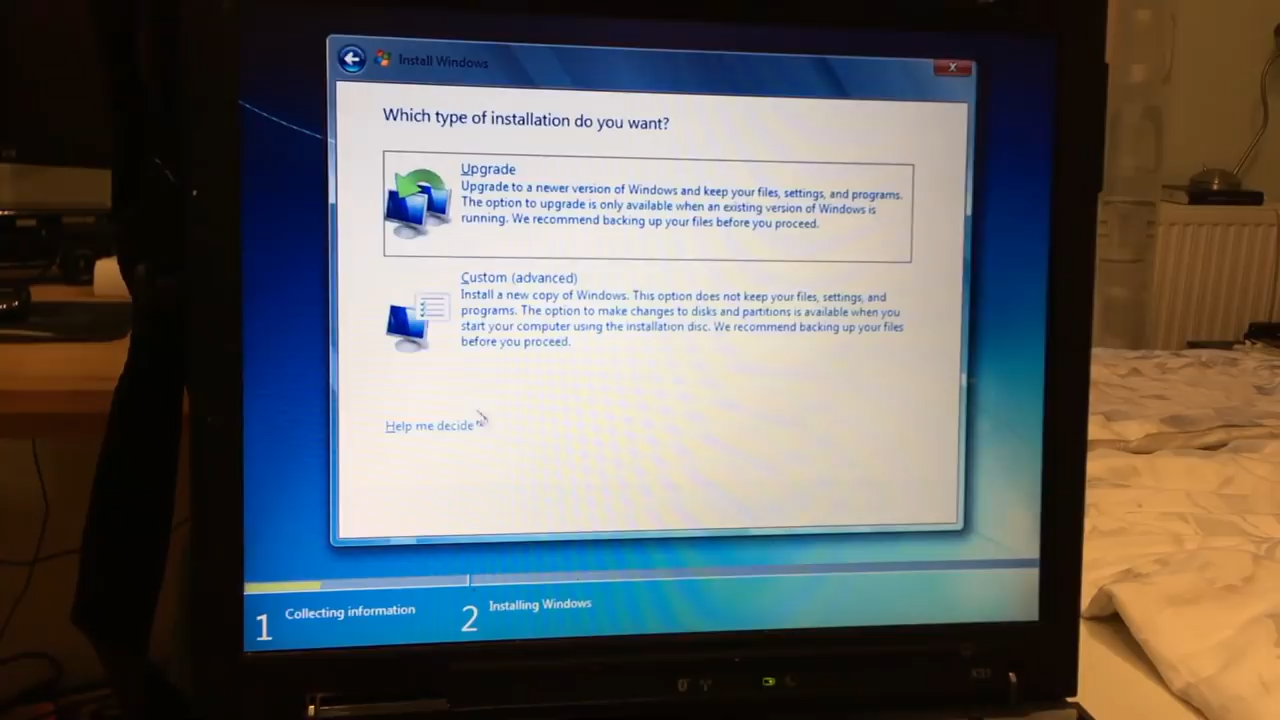 Install Windows
Which type of installation do you want?
Upgrade
Upgrade to a newer version of Windows and keep your files, settings, and programs.
The option to upgrade is only available when an existing version of Windows is
running. We recommend backing up your files before you proceed.
Custom (advanced)
Install a new copy of Windows. This option does not keep your files, settings, and
programs. The option to make changes to disks and partitions is available when you
start your computer using the installation disc. We recommend backing up your files
before you proceed.
Help me decide
1 Collecting information
2 Installing Windows